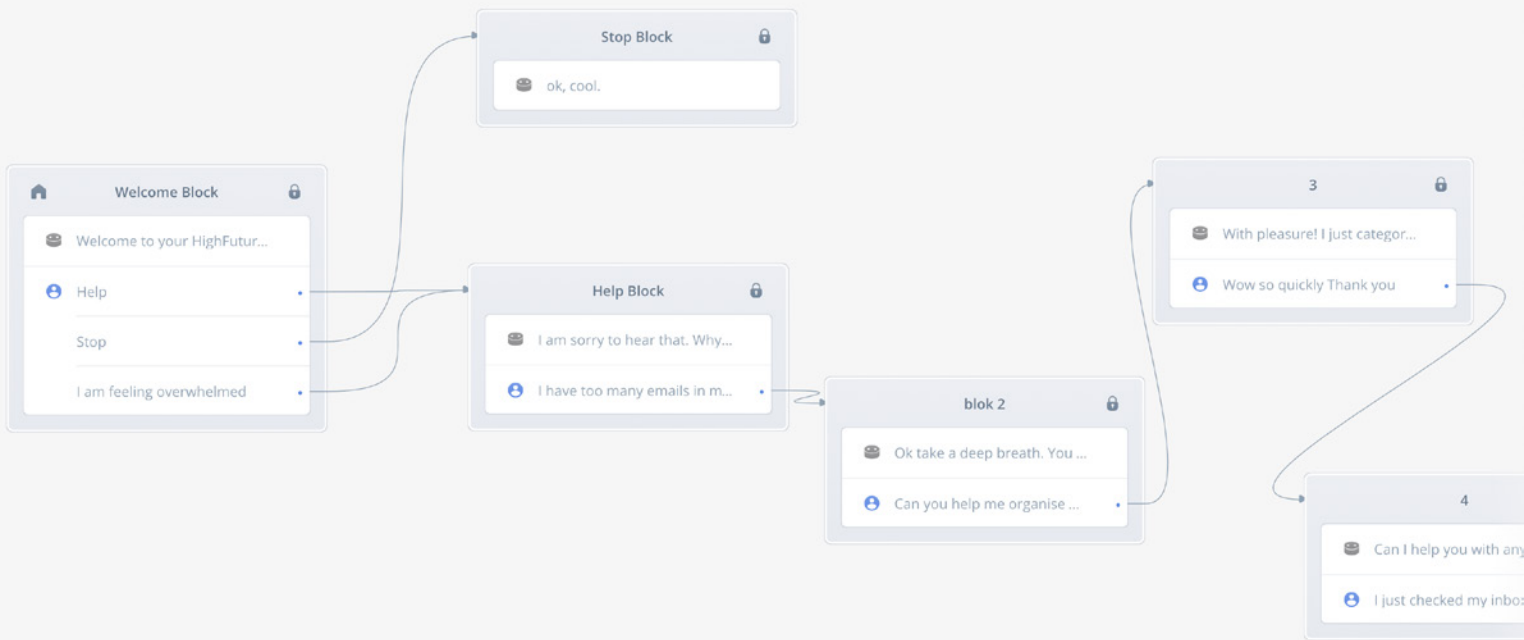 Stop Block
ok, cool.
Welcome Block
Welcome to your HighFutur...
Help
Stop
I am feeling overwhelmed
Help Block
I am sorry to hear that. Why...
I have too many emails in m...
blok 2
Ok take a deep breath. You ...
Can you help me organise ...
3
With pleasure! I just categor...
Wow so quickly Thank you
4
Can I help you with any
I just checked my inbo